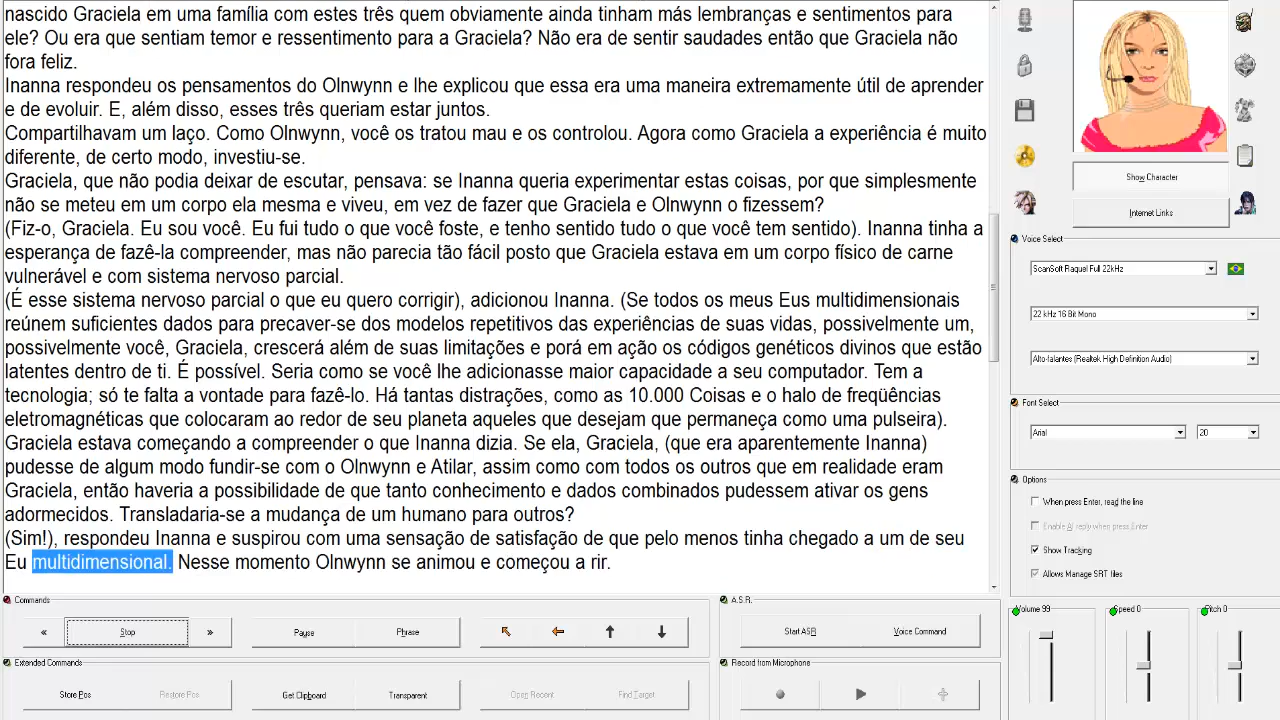 nascido Graciela em uma família com estes três quem obviamente ainda tinham más lembranças e sentimentos para
ele? Ou era que sentiam temor e ressentimento para a Graciela? Não era de sentir saudades então que Graciela não
fora feliz.
Inanna respondeu os pensamentos do Olnwynn e lhe explicou que essa era uma maneira extremamente útil de aprender
e de evoluir. E, além disso, esses três queriam estar juntos.
Compartilhavam um laço. Como Olnwynn, você os tratou mau e os controlou. Agora como Graciela a experiência é muito
diferente, de certo modo, investiu-se.
Graciela, que não podia deixar de escutar, pensava: se Inanna queria experimentar estas coisas, por que simplesmente
não se meteu em um corpo ela mesma e viveu, em vez de fazer que Graciela e Olnwynn o fizessem?
(Fiz-o, Graciela. Eu sou você. Eu fui tudo o que você foste, e tenho sentido tudo o que você tem sentido). Inanna tinha a
esperança de fazê-la compreender, mas não parecia tão fácil posto que Graciela estava em um corpo físico de carne
vulnerável e com sistema nervoso parcial.
(É esse sistema nervoso parcial o que eu quero corrigir), adicionou Inanna. (Se todos os meus Eus multidimensionais
reúnem suficientes dados para precaver-se dos modelos repetitivos das experiências de suas vidas, possivelmente um,
possivelmente você, Graciela, crescerá além de suas limitações e porá em ação os códigos genéticos divinos que estão
latentes dentro de ti. É possível. Seria como se você lhe adicionasse maior capacidade a seu computador. Tem a
tecnologia; só te falta a vontade para fazê-lo. Há tantas distrações, como as 10.000 Coisas e o halo de freqüências
eletromagnéticas que colocaram ao redor de seu planeta aqueles que desejam que permaneça como uma pulseira).
Graciela estava começando a compreender o que Inanna dizia. Se ela, Graciela, (que era aparentemente Inanna)
pudesse de algum modo fundir-se com o Olnwynn e Atilar, assim como com todos os outros que em realidade eram
Graciela, então haveria a possibilidade de que tanto conhecimento e dados combinados pudessem ativar os gens
adormecidos. Transladaria-se a mudança de um humano para outros?
(Sim!), respondeu Inanna e suspirou com uma sensação de satisfação de que pelo menos tinha chegado a um de seu
Eu multidimensional. Nesse momento Olnwynn se animou e começou a rir.
Show Character
Internet Links
Voice Select
ScanSoft Raquel Full 22kHz
22 kHz 16 Bit Mono
Alto-falantes (Realtek High Definition Audio)
Font Select
Arial
20
Options
When press Enter, read the line
Enable AI reply when press Enter
Show Tracking
Allows Manage SRT files
Commands
«
Stop
»
Pause
Phrase
A.S.R.
Start ASR
Voice Command
Volume 99
Speed 0
Pitch 0
Extended Commands
Store Pos
Restore Pos
Get Clipboard
Transparent
Open Recent
Find Target
Record from Microphone